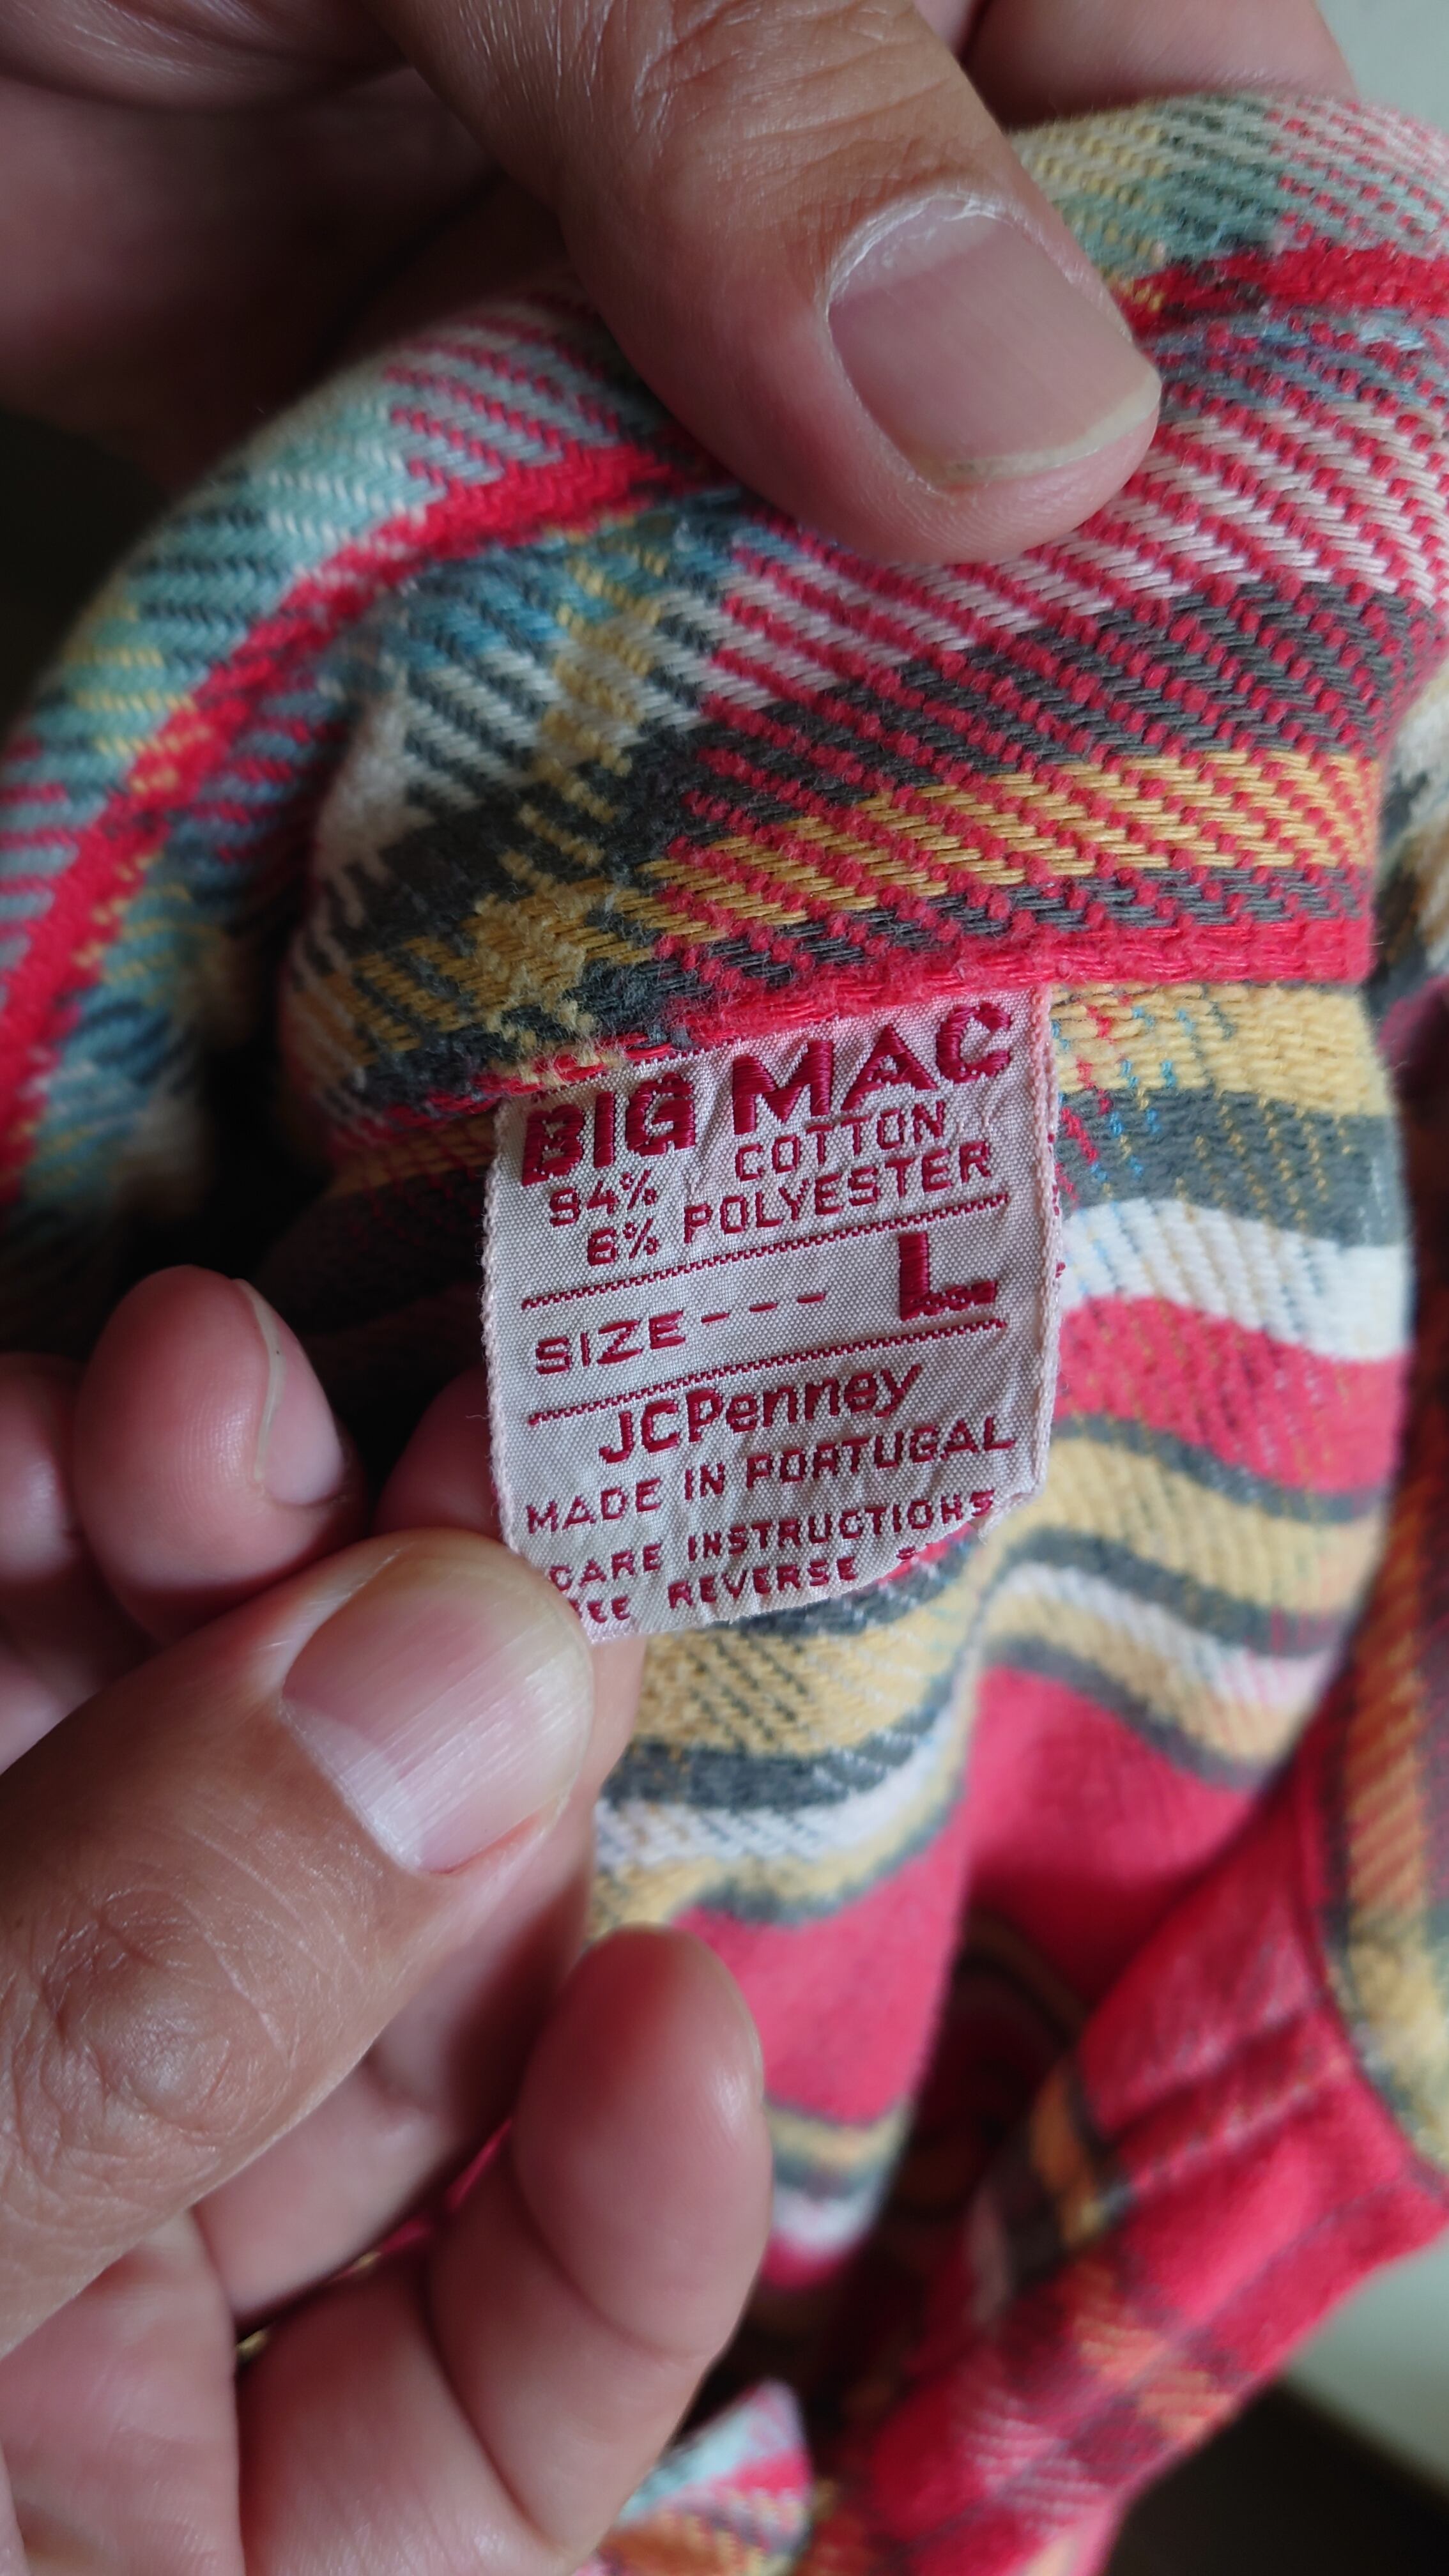 BIG MAC
94% COTTON
6% POLYESTER
SIZE --- L
JCPenney
MADE IN PORTUGAL
CARE INSTRUCTIONS
REVERSE